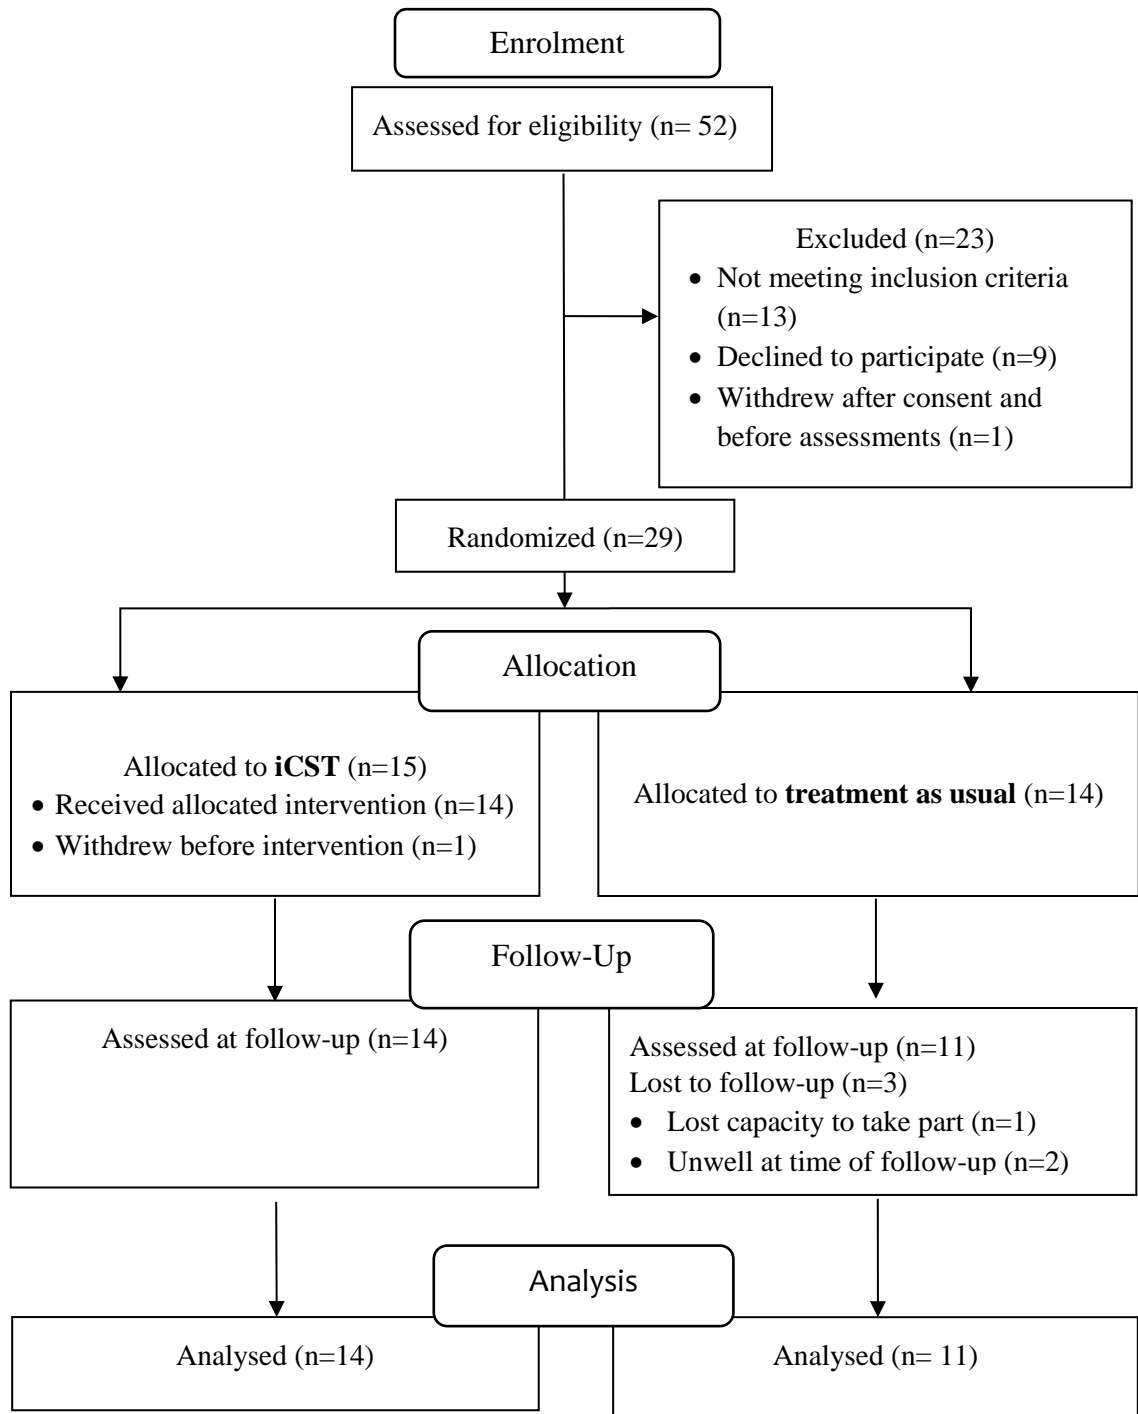 Enrolment
Assessed for eligibility (n= 52)
Excluded (n=23)
• Not meeting inclusion criteria
(n=13)
• Declined to participate (n=9)
• Withdrew after consent and
before assessments (n=1)
Randomized (n=29)
Allocation
Allocated to iCST (n=15)
• Received allocated intervention (n=14)
• Withdrew before intervention (n=1)
Allocated to treatment as usual (n=14)
Follow-Up
Assessed at follow-up (n=14)
Assessed at follow-up (n=11)
Lost to follow-up (n=3)
• Lost capacity to take part (n=1)
• Unwell at time of follow-up (n=2)
Analysis
Analysed (n=14)
Analysed (n= 11)